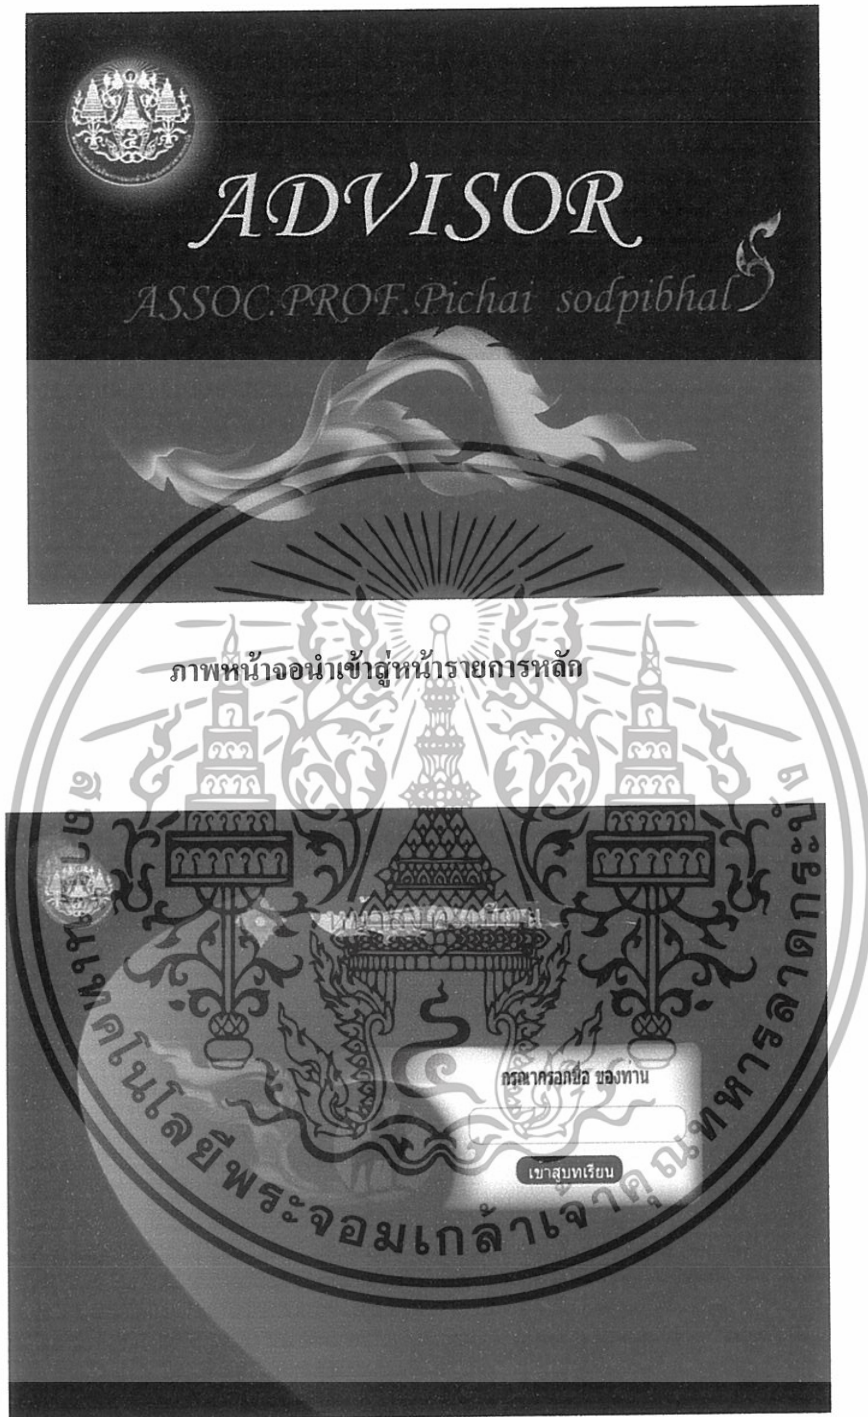 ADVISOR
ASSOC.PROF.Pichai sodpibhal
ภาพหน้าจอนำเข้าสู่หน้ารายการหลัก
กรุณากรอกชื่อ ของท่าน
เข้าสู่บทเรียน
สถาบันเทคโนโลยีพระจอมเกล้าเจ้าคุณทหารลาดกระบัง